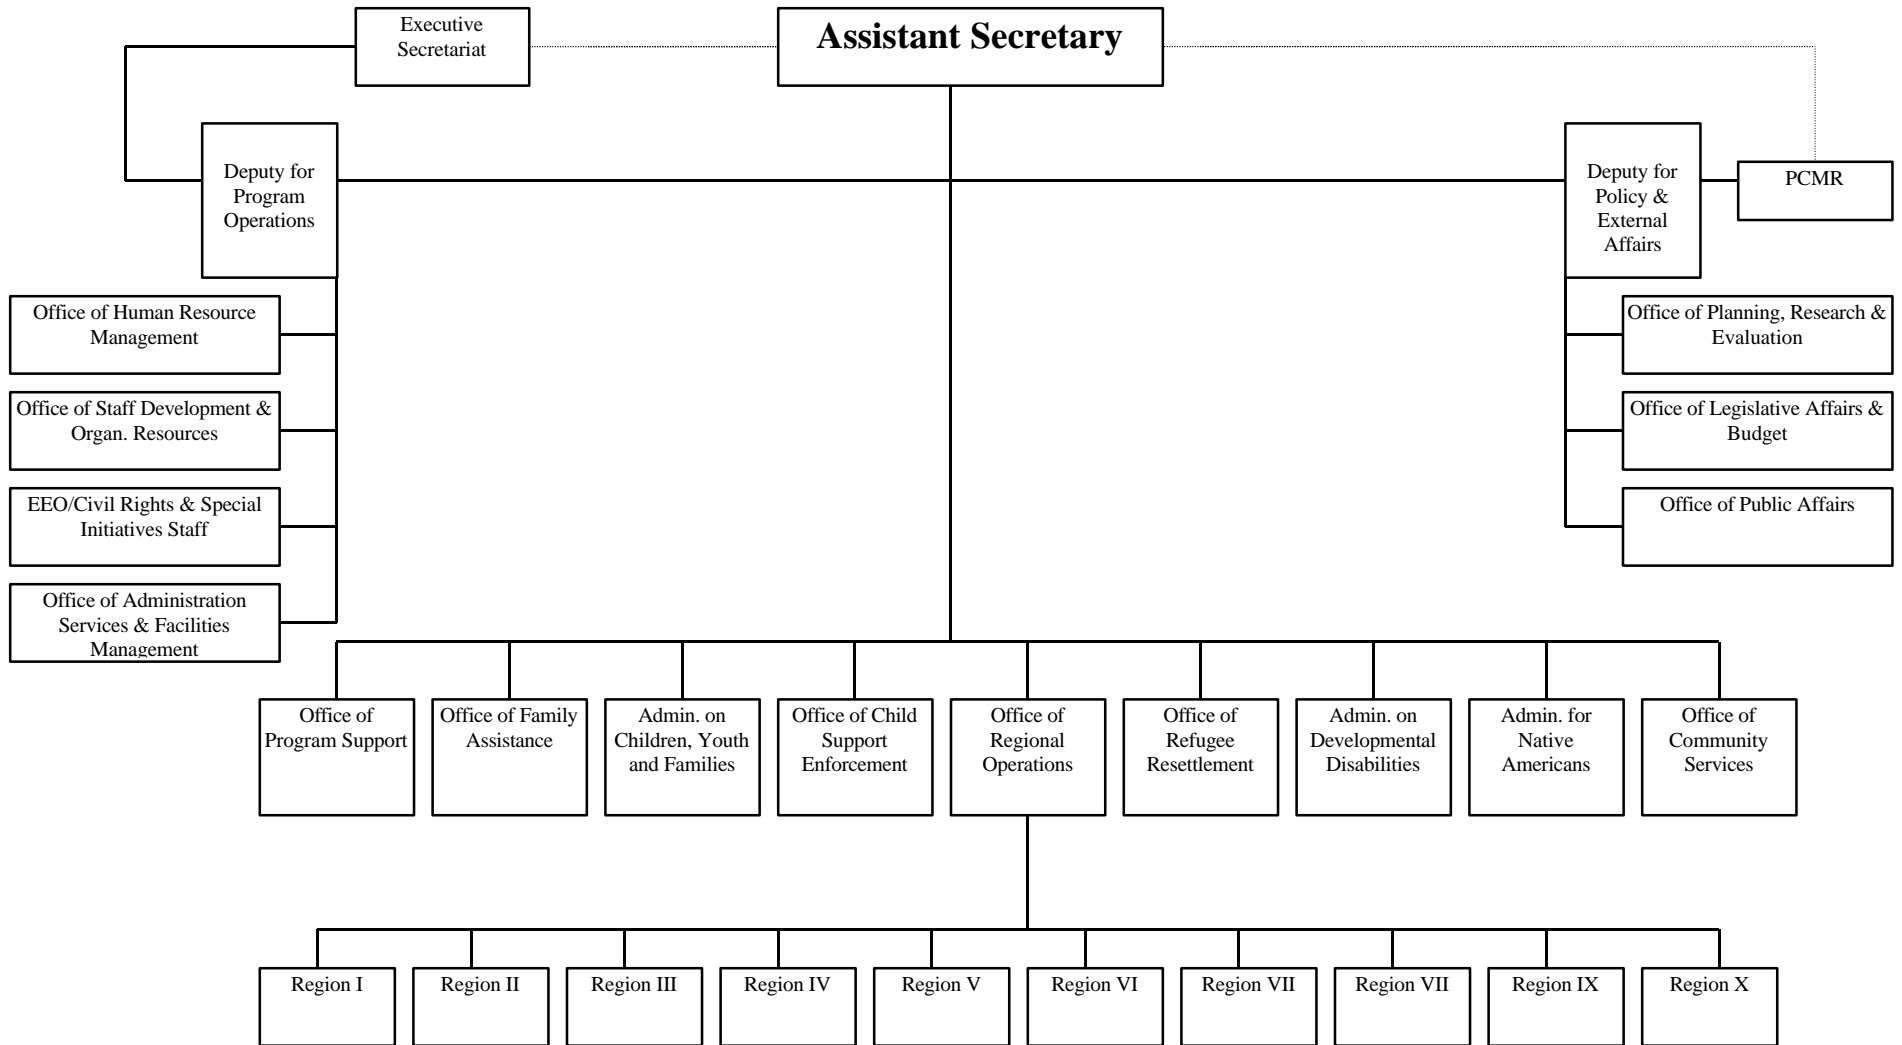 Executive
Secretariat
Assistant Secretary
Deputy for
Program
Operations
Deputy for
Policy &
External
Affairs
PCMR
Office of Human Resource
Management
Office of Staff Development &
Organ. Resources
EEO/Civil Rights & Special
Initiatives Staff
Office of Administration
Services & Facilities
Management
Office of Planning, Research &
Evaluation
Office of Legislative Affairs &
Budget
Office of Public Affairs
Office of
Program Support
Office of Family
Assistance
Admin. on
Children, Youth
and Families
Office of Child
Support
Enforcement
Office of
Regional
Operations
Office of
Refugee
Resettlement
Admin. on
Developmental
Disabilities
Admin. for
Native
Americans
Office of
Community
Services
Region I
Region II
Region III
Region IV
Region V
Region VI
Region VII
Region VII
Region IX
Region X